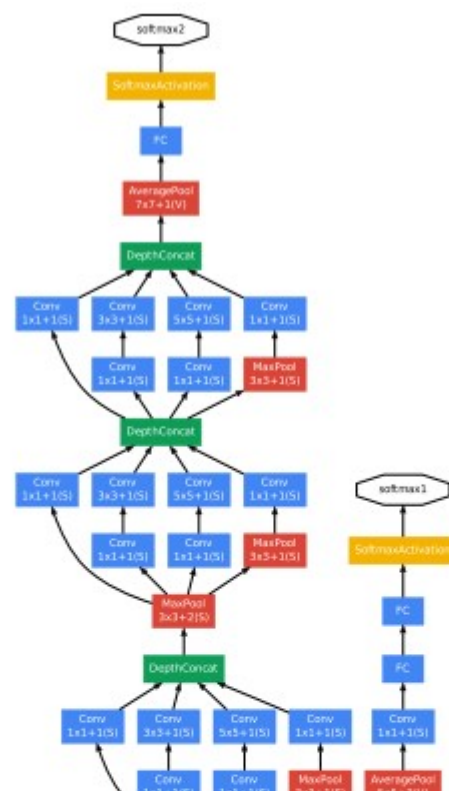 softmax2
SoftmaxActivation
FC
AveragePool
7x7+1(V)
DepthConcat
Conv Conv Conv Conv
1x1+1(S) 3x3+1(S) 5x5+1(S) 1x1+1(S)
Conv Conv MaxPool
1x1+1(S) 1x1+1(S) 3x3+1(S)
DepthConcat
Conv Conv Conv Conv
1x1+1(S) 3x3+1(S) 5x5+1(S) 1x1+1(S)
softmax1
Conv Conv MaxPool
1x1+1(S) 1x1+1(S) 3x3+1(S)
SoftmaxActivation
MaxPool
3x3+2(S)
FC
DepthConcat
FC
Conv Conv Conv Conv Conv
1x1+1(S) 3x3+1(S) 5x5+1(S) 1x1+1(S) 1x1+1(S)
Conv Conv MaxPool AveragePool